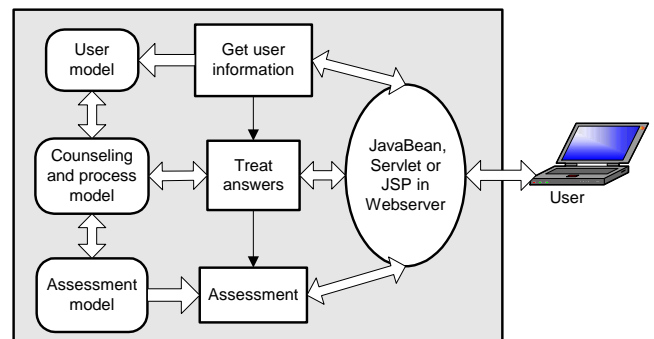 User
model
Get user
information
Counseling
and process
model
Treat
answers
JavaBean,
Servlet or
JSP in
Webserver
User
Assessment
model
Assessment